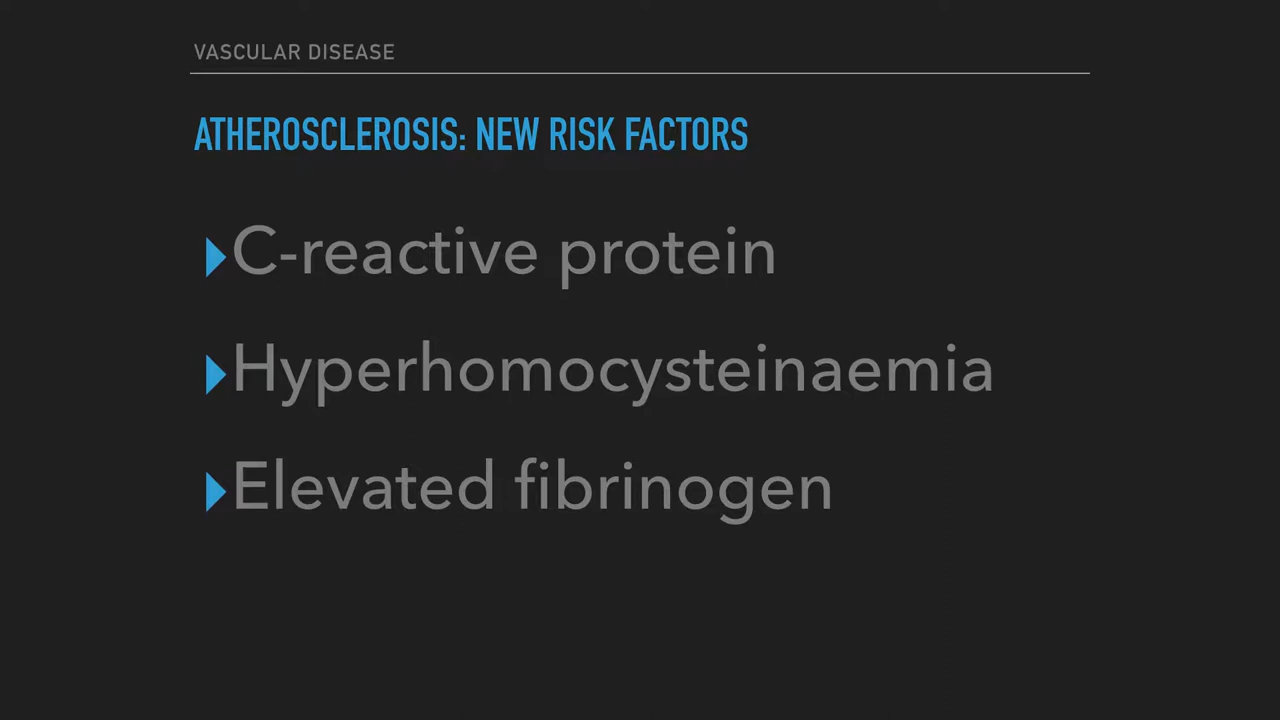 VASCULAR DISEASE
ATHEROSCLEROSIS: NEW RISK FACTORS
C-reactive protein
Hyperhomocysteinaemia
Elevated fibrinogen